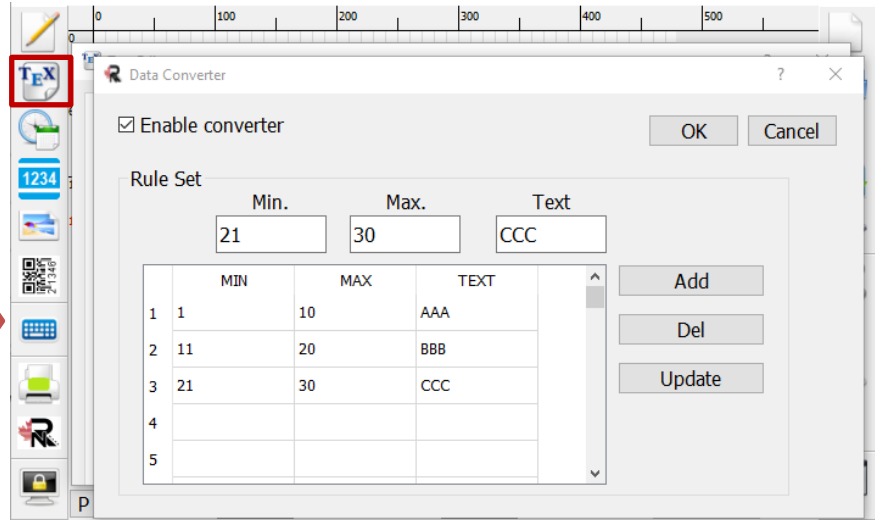 0 100 200 300 400 500
0
TEX
Data Converter ? ×
Enable converter
OK Cancel
1234
Rule Set
Min. Max. Text
21 30 CCC
MIN MAX TEXT
Add
1 1 10 AAA
Del
2 11 20 BBB
Update
3 21 30 CCC
4
5
21346
P